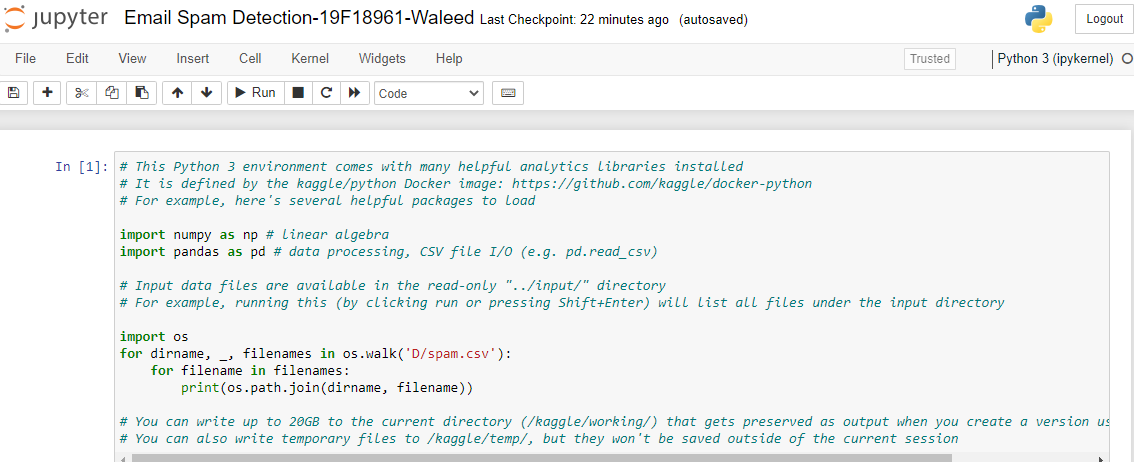 jupyter Email Spam Detection-19F18961-Waleed Last Checkpoint: 22 minutes ago (autosaved)
Logout
File Edit View Insert Cell Kernel Widgets Help Trusted Python 3 (ipykernel)
Run Code
In [1]: # This Python 3 environment comes with many helpful analytics libraries installed
# It is defined by the kaggle/python Docker image: https://github.com/kaggle/docker-python
# For example, here's several helpful packages to load
import numpy as np # linear algebra
import pandas as pd # data processing, CSV file I/O (e.g. pd.read_csv)
# Input data files are available in the read-only "../input/" directory
# For example, running this (by clicking run or pressing Shift+Enter) will list all files under the input directory
import os
for dirname, _, filenames in os.walk('D/spam.csv'):
    for filename in filenames:
        print(os.path.join(dirname, filename))
# You can write up to 20GB to the current directory (/kaggle/working/) that gets preserved as output when you create a version us
# You can also write temporary files to /kaggle/temp/, but they won't be saved outside of the current session